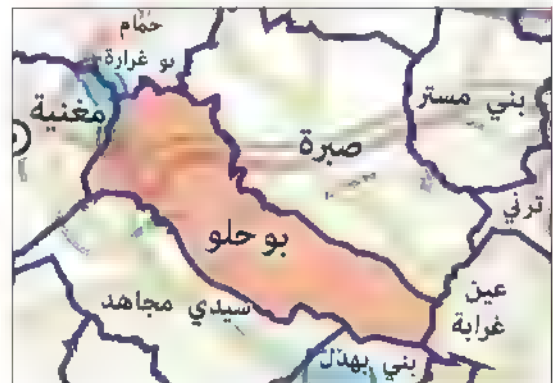 حمام
بو غرارة
مغنية
بني مستر
صبرة
ترني
بوحلو
عين
غرابة
سيدي مجاهد
بني بهدل